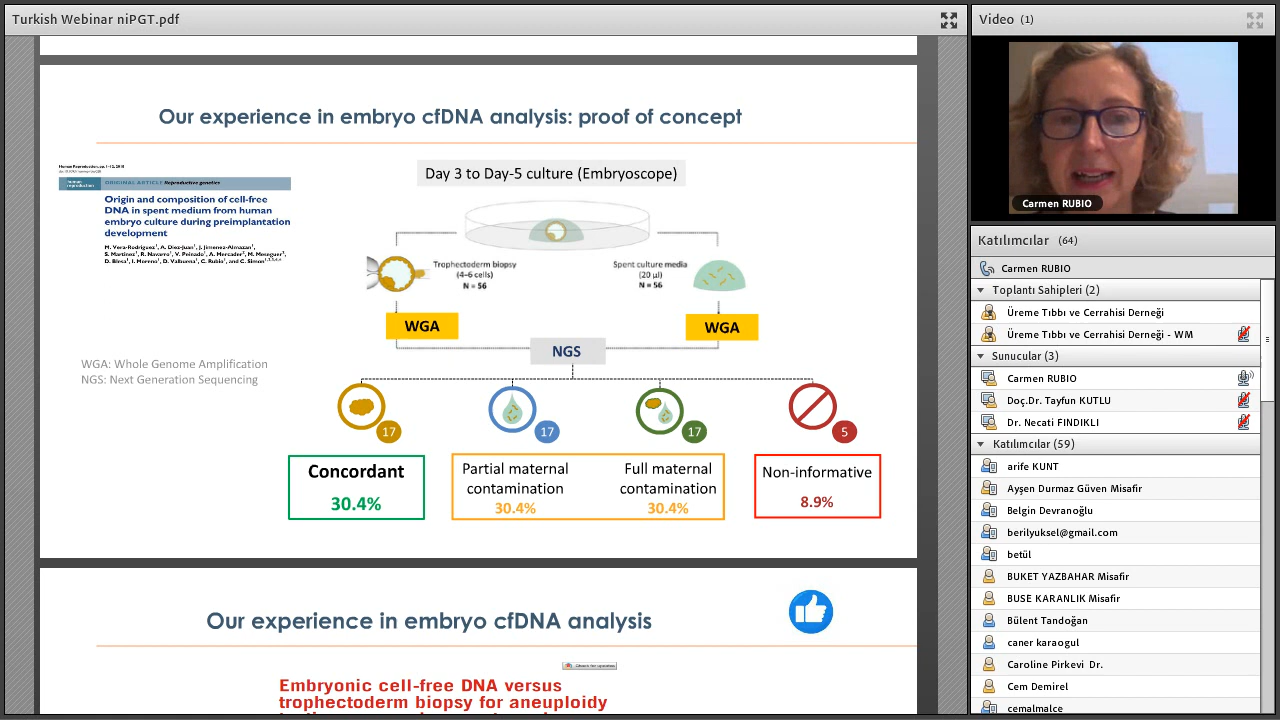 Turkish Webinar niPGT.pdf
Our experience in embryo cfDNA analysis: proof of concept
ORIGINAL ARTICLE Reproductive genetics
Origin and composition of cell-free
DNA in spent medium from human
embryo culture during preimplantation
development
Day 3 to Day-5 culture (Embryoscope)
Trophectoderm biopsy
(4-6 cells)
N = 56
Spent culture media
(20 µl)
N = 56
WGA
WGA
NGS
WGA: Whole Genome Amplification
NGS: Next Generation Sequencing
17
17
17
5
Concordant
30.4%
Partial maternal
contamination
30.4%
Full maternal
contamination
30.4%
Non-informative
8.9%
Our experience in embryo cfDNA analysis
Check for updates
Embryonic cell-free DNA versus
trophectoderm biopsy for aneuploidy
Video (1)
Carmen RUBIO
Katılımcılar (64)
Carmen RUBIO
Toplantı Sahipleri (2)
Üreme Tıbbı ve Cerrahisi Derneği
Üreme Tıbbı ve Cerrahisi Derneği - WM
Sunucular (3)
Carmen RUBIO
Doç.Dr. Tayfun KUTLU
Dr. Necati FINDIKLI
Katılımcılar (59)
arife KUNT
Ayşen Durmaz Güven Misafir
Belgin Devranoğlu
berilyuksel@gmail.com
betül
BUKET YAZBAHAR Misafir
BUSE KARANLIK Misafir
Bülent Tandoğan
caner karaogul
Caroline Pirkevi Dr.
Cem Demirel
cemalmalce